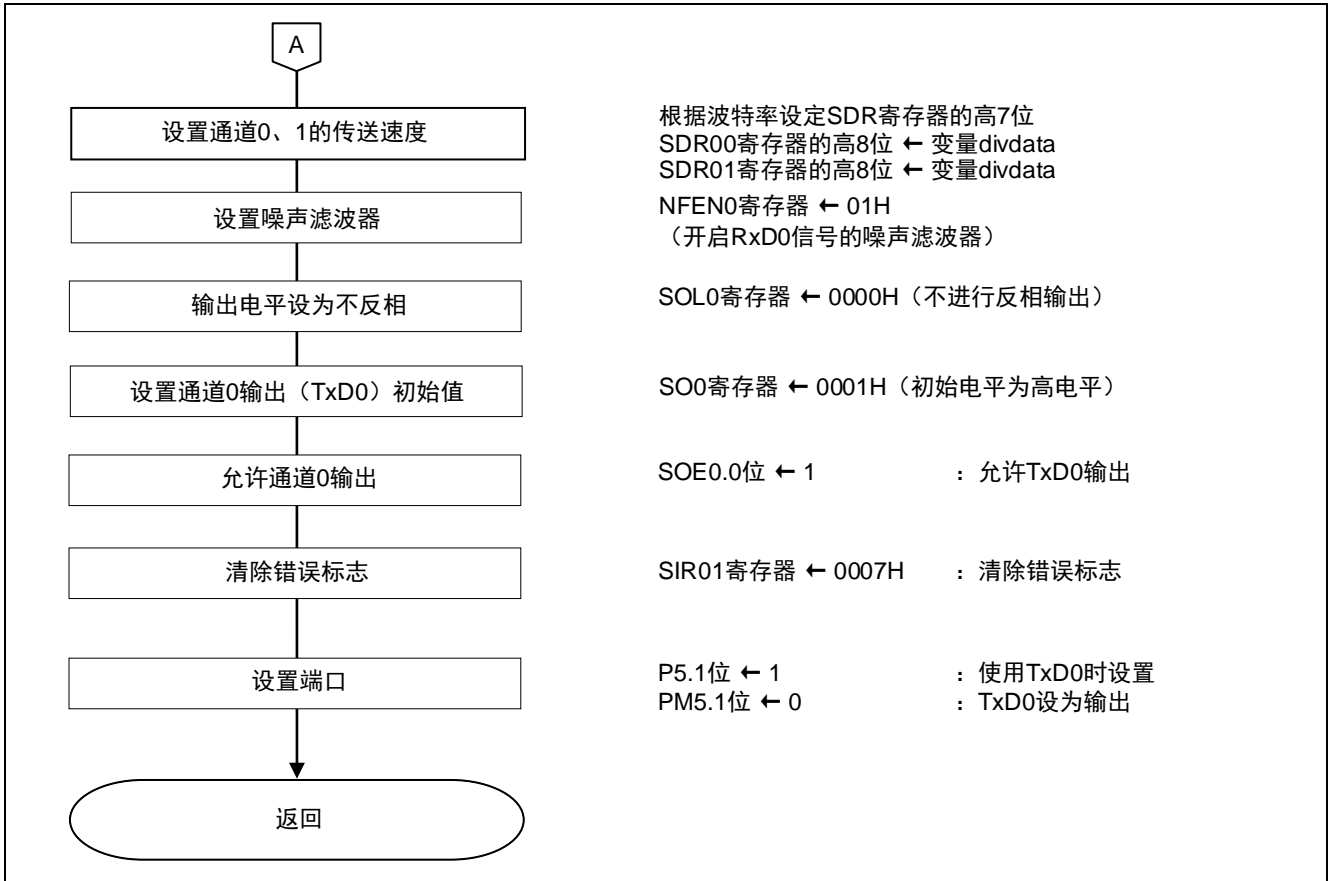 A
设置通道0、1的传送速度
根据波特率设定SDR寄存器的高7位
SDR00寄存器的高8位 ← 变量divdata
SDR01寄存器的高8位 ← 变量divdata
设置噪声滤波器
NFEN0寄存器 ← 01H
（开启RxD0信号的噪声滤波器）
输出电平设为不反相
SOL0寄存器 ← 0000H（不进行反相输出）
设置通道0输出（TxD0）初始值
SO0寄存器 ← 0001H（初始电平为高电平）
允许通道0输出
SOE0.0位 ← 1 ：允许TxD0输出
清除错误标志
SIR01寄存器 ← 0007H ：清除错误标志
设置端口
P5.1位 ← 1 ：使用TxD0时设置
PM5.1位 ← 0 ：TxD0设为输出
返回